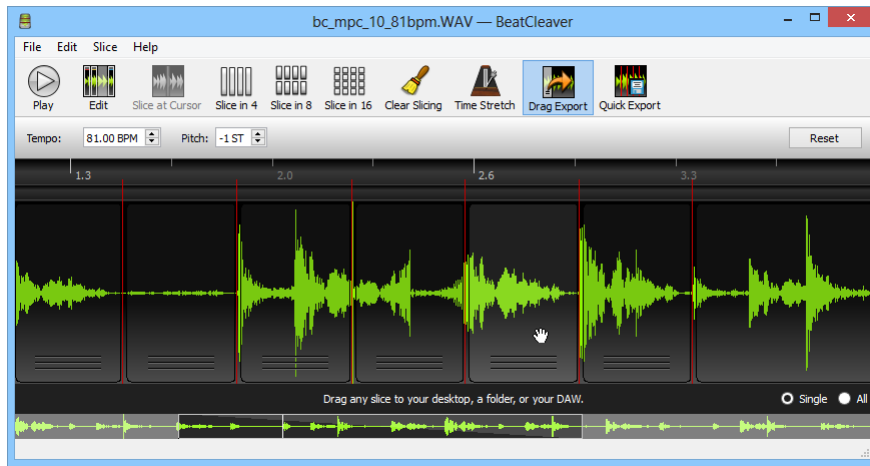 bc_mpc_10_81bpm.WAV — BeatCleaver
File Edit Slice Help
Play Edit Slice at Cursor Slice in 4 Slice in 8 Slice in 16 Clear Slicing Time Stretch Drag Export Quick Export
Tempo: 81.00 BPM Pitch: -1 ST Reset
1.3 2.0 2.6 3.3
Drag any slice to your desktop, a folder, or your DAW. Single All